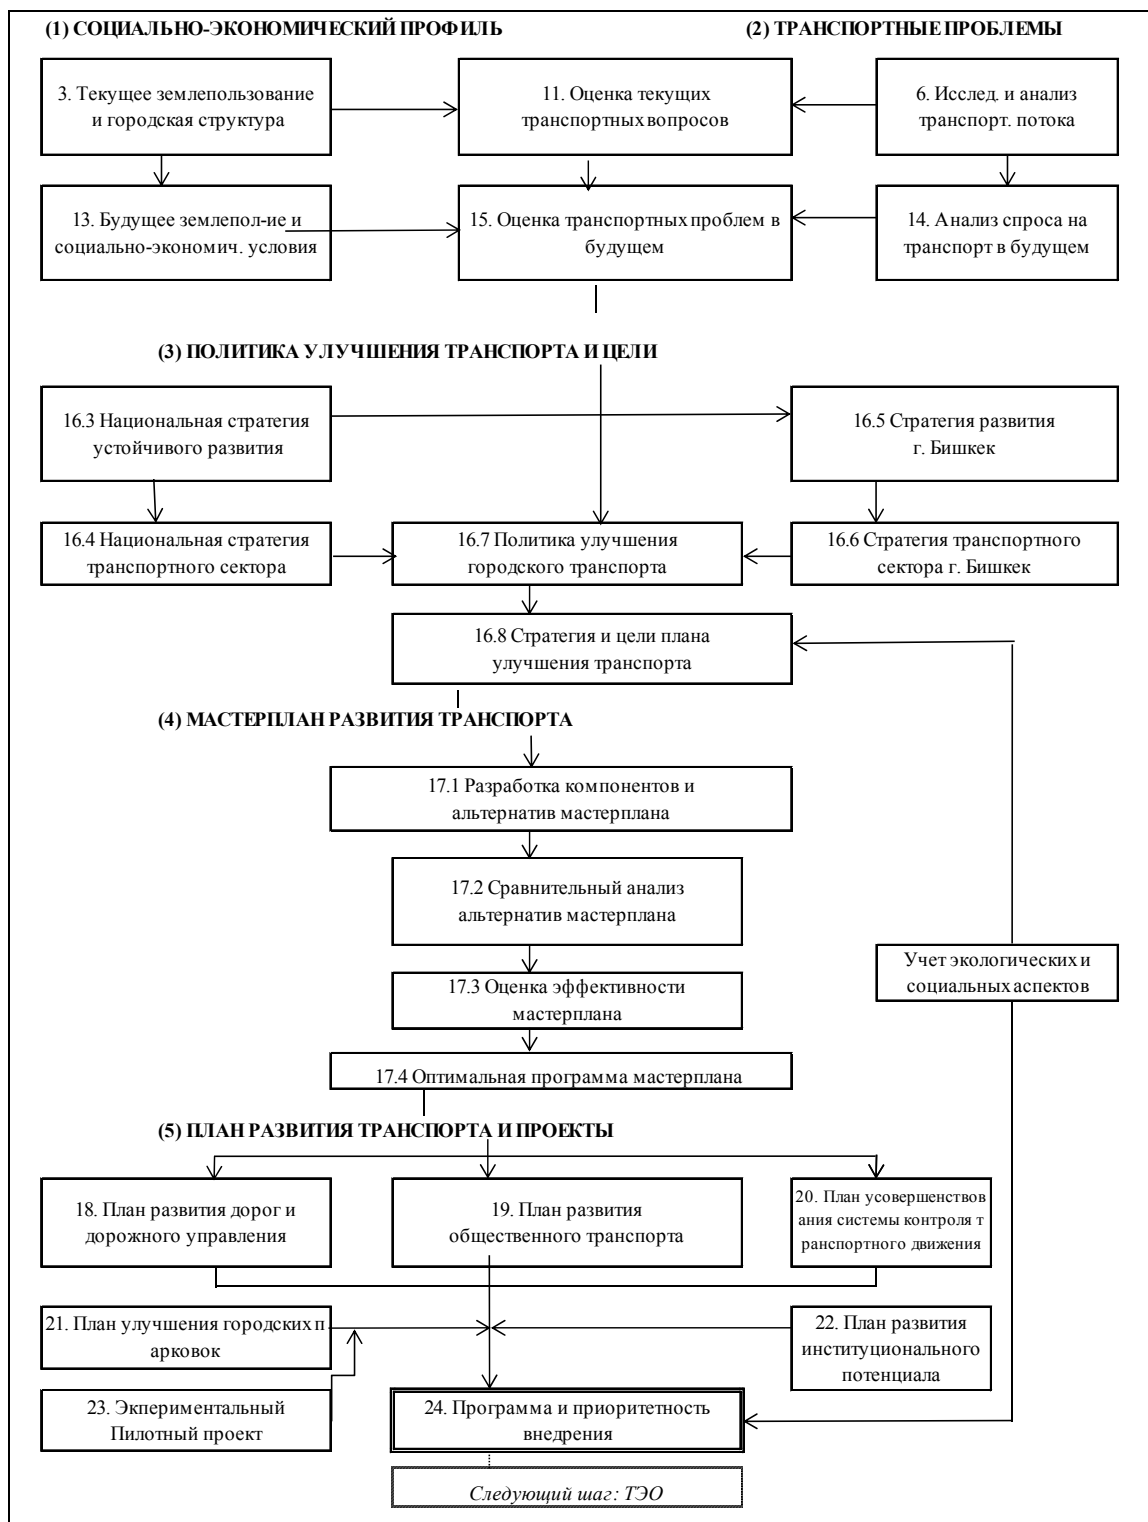 (1) СОЦИАЛЬНО-ЭКОНОМИЧЕСКИЙ ПРОФИЛЬ
(2) ТРАНСПОРТНЫЕ ПРОБЛЕМЫ
3. Текущее землепользование
и городская структура
11. Оценка текущих
транспортных вопросов
6. Исслед. и анализ
транспорт. потока
13. Будущее землепол-ие и
социально-экономич. условия
15. Оценка транспортных проблем в
будущем
14. Анализ спроса на
транспорт в будущем
(3) ПОЛИТИКА УЛУЧШЕНИЯ ТРАНСПОРТА И ЦЕЛИ
16.3 Национальная стратегия
устойчивого развития
16.5 Стратегия развития
г. Бишкек
16.4 Национальная стратегия
транспортного сектора
16.7 Политика улучшения
городского транспорта
16.6 Стратегия транспортного
сектора г. Бишкек
16.8 Стратегия и цели плана
улучшения транспорта
(4) МАСТЕРПЛАН РАЗВИТИЯ ТРАНСПОРТА
17.1 Разработка компонентов и
альтернатив мастерплана
17.2 Сравнительный анализ
альтернатив мастерплана
Учет экологических и
социальных аспектов
17.3 Оценка эффективности
мастерплана
17.4 Оптимальная программа мастерплана
(5) ПЛАН РАЗВИТИЯ ТРАНСПОРТА И ПРОЕКТЫ
18. План развития дорог и
дорожного управления
19. План развития
общественного транспорта
20. План усовершенствов
ания системы контроля т
ранспортного движения
21. План улучшения городских п
арковок
22. План развития
институционального
потенциала
23. Экпериментальный
Пилотный проект
24. Программа и приоритетность
внедрения
Следующий шаг: ТЭО